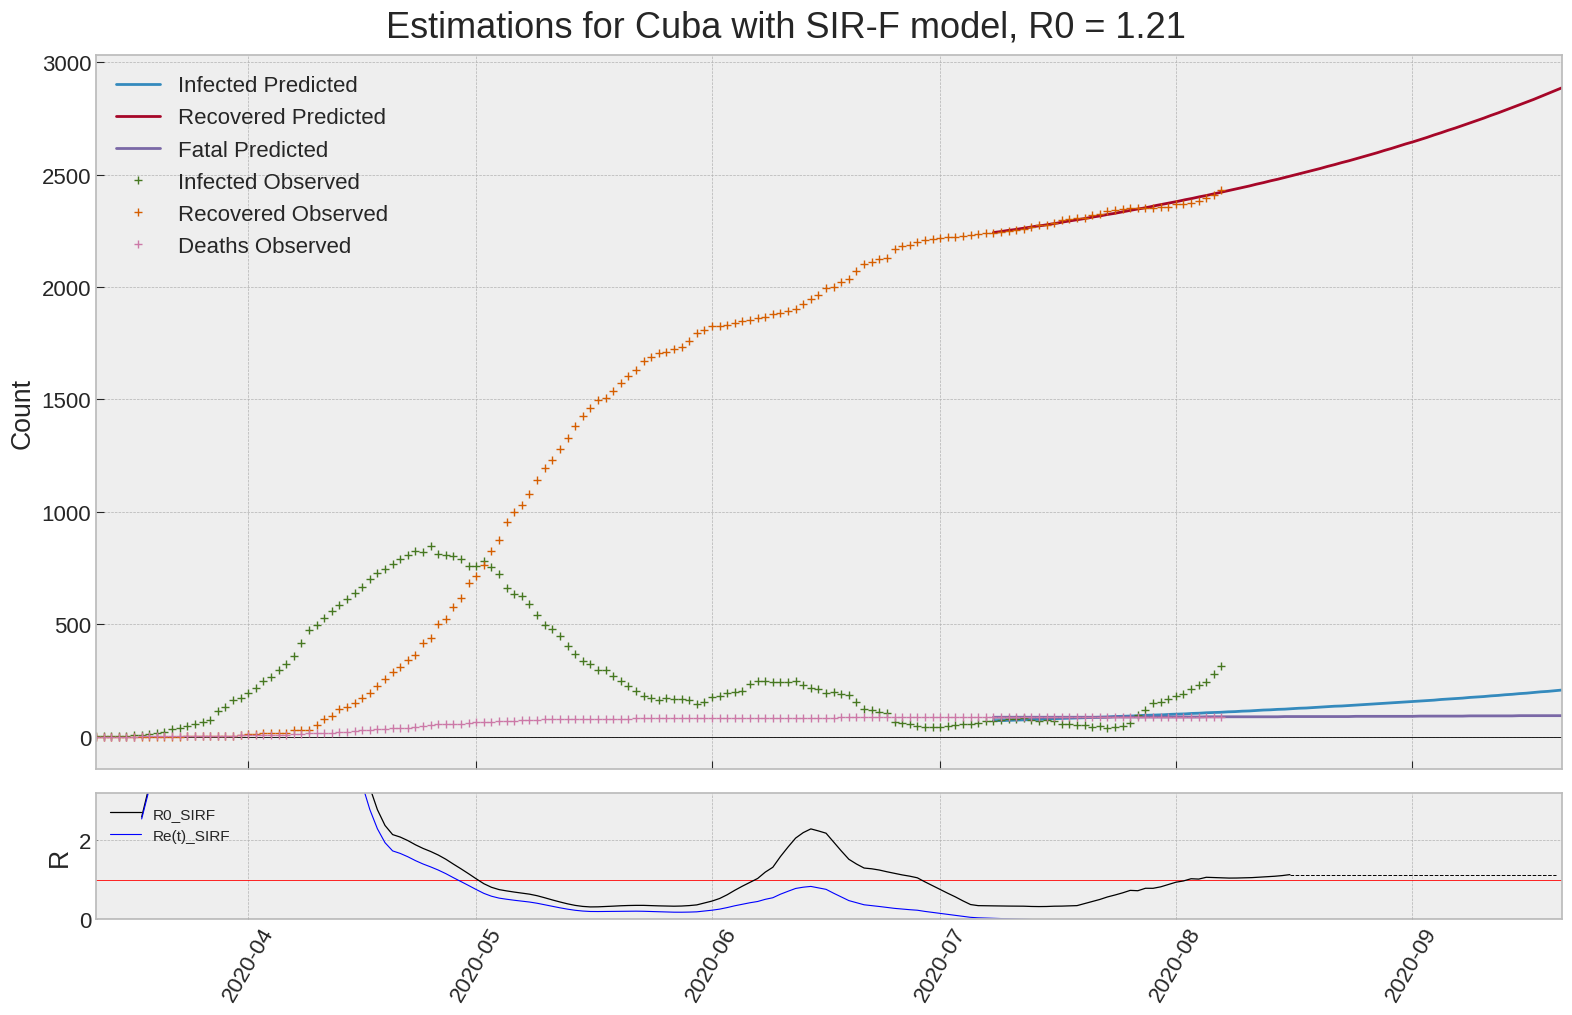 Estimations for Cuba with SIR-F model, R0 = 1.21
3000
2500
2000
1500
1000
500
0
Count
Infected Predicted
Recovered Predicted
Fatal Predicted
Infected Observed
Recovered Observed
Deaths Observed
2
0
R
R0_SIRF
Re(t)_SIRF
2020-04
2020-05
2020-06
2020-07
2020-08
2020-09